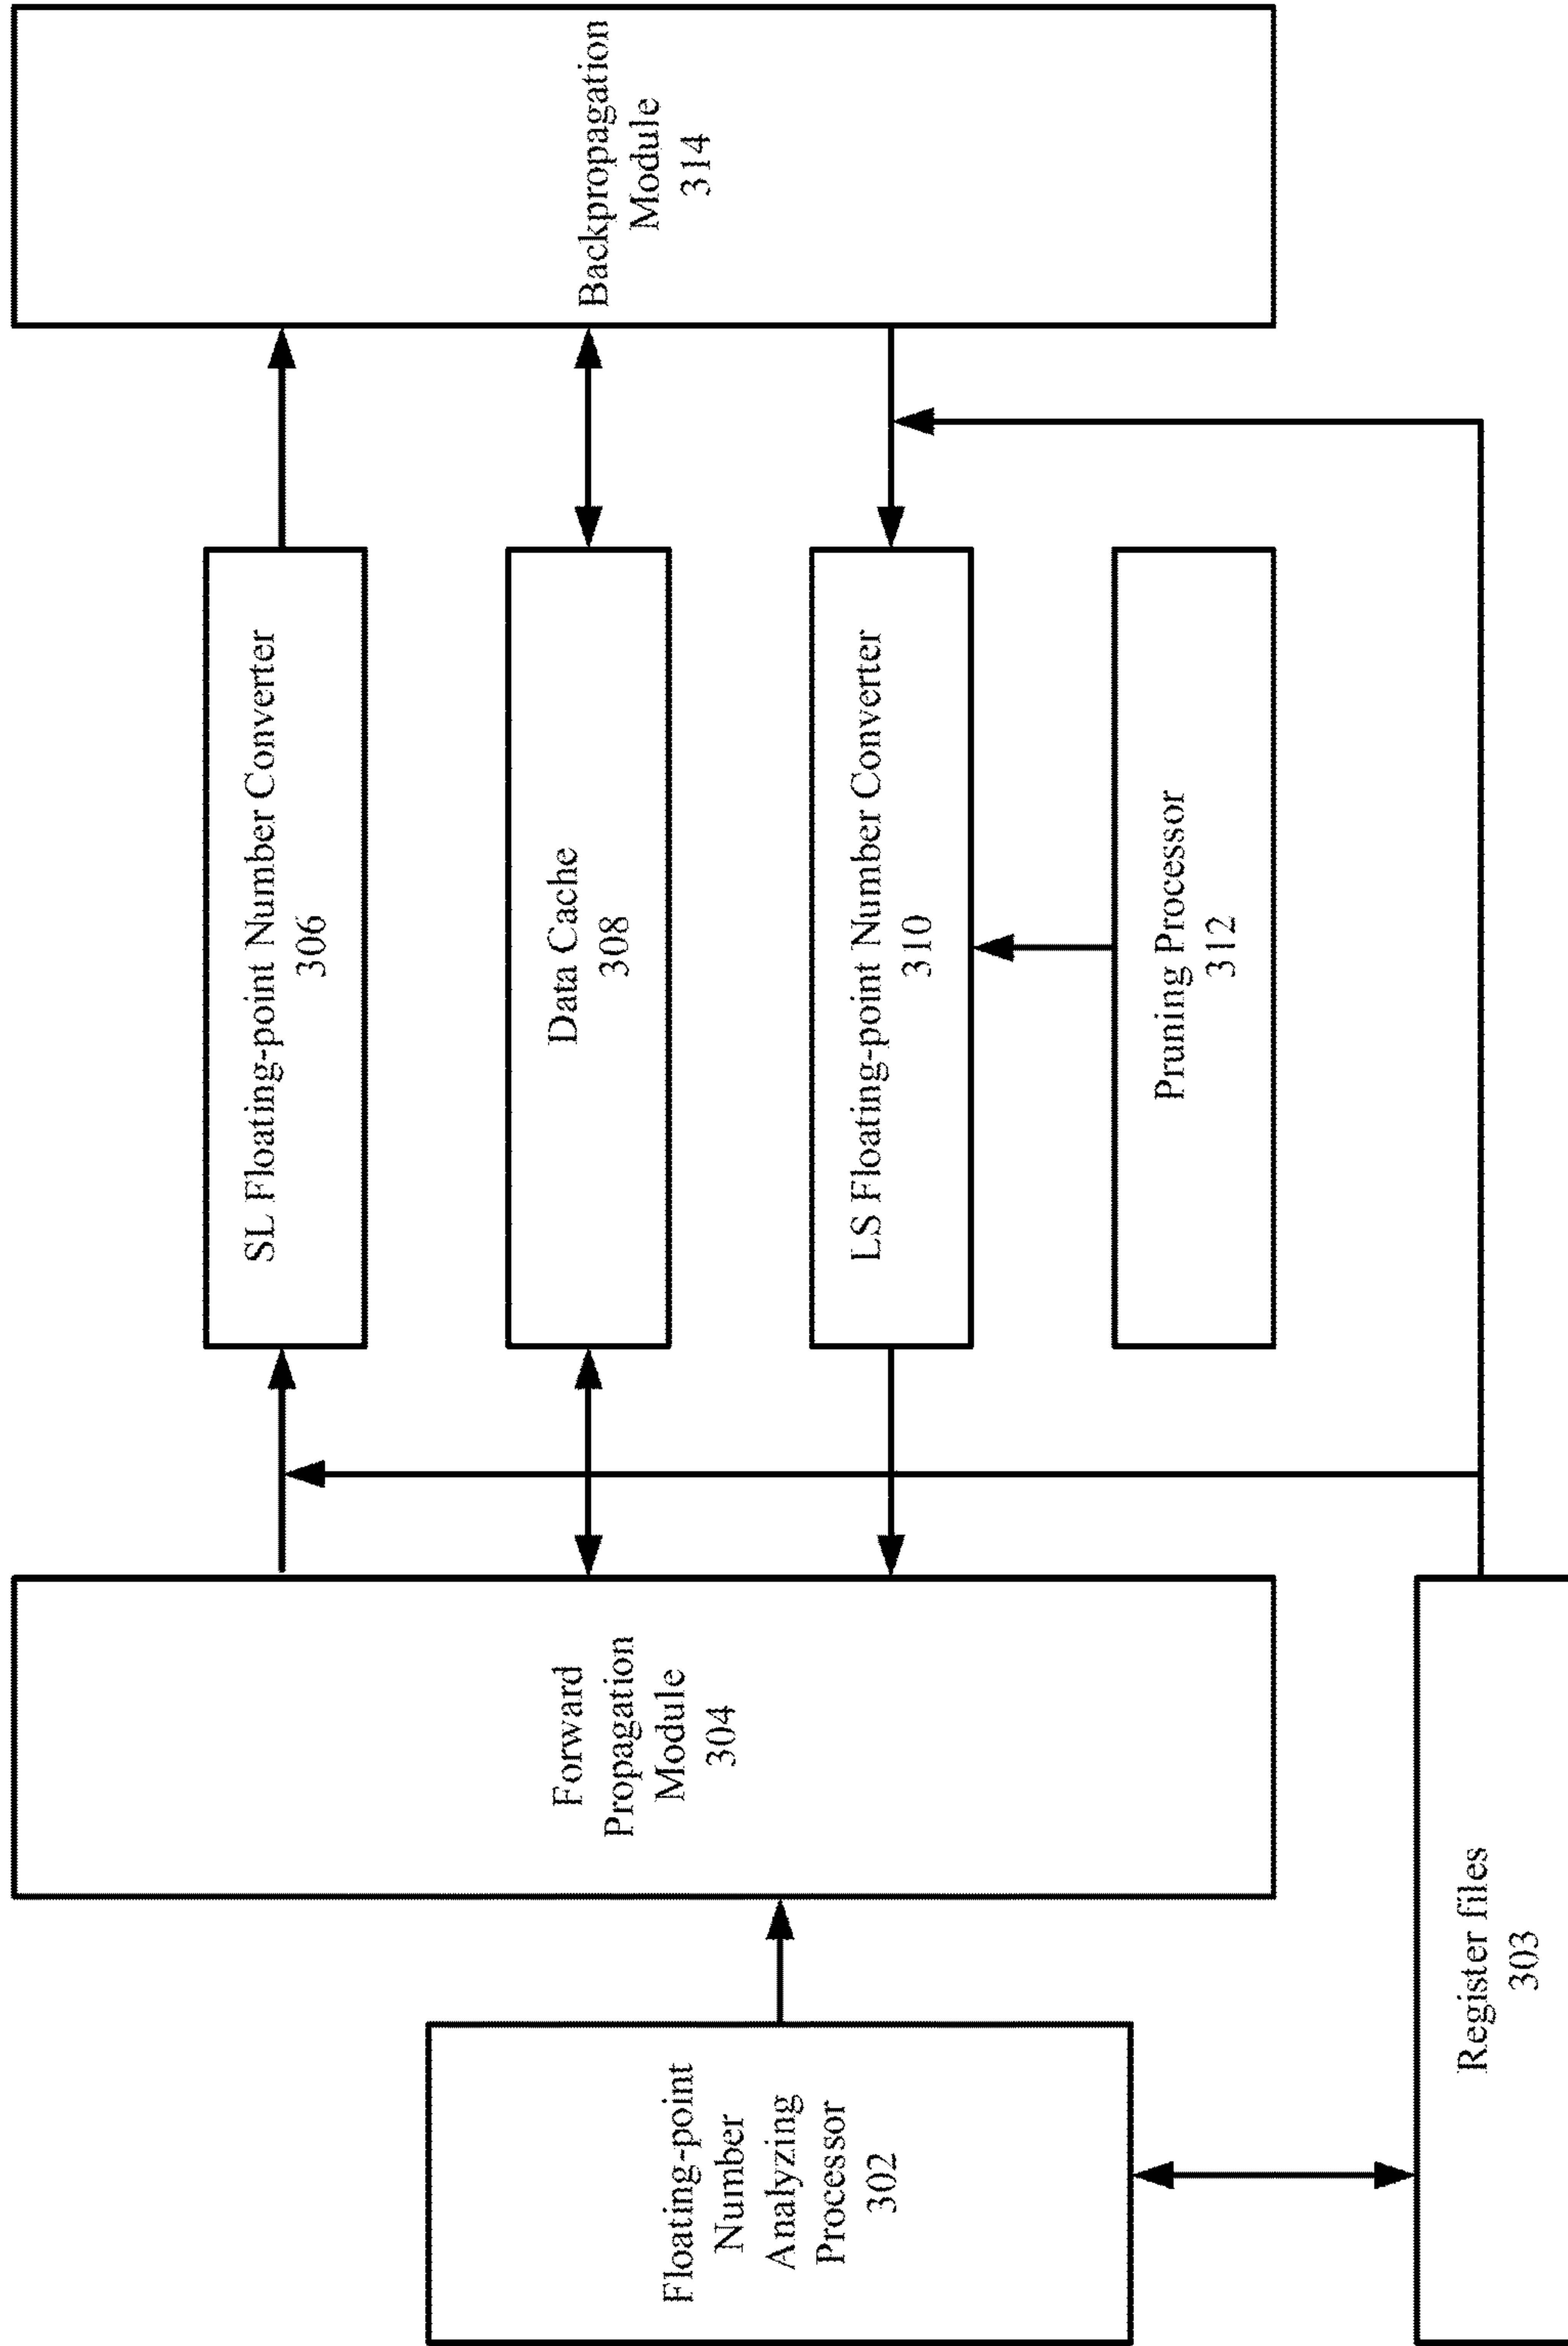 Floating-point
Number
Analyzing
Processor
302
Register files
303
Forward
Propagation
Module
304
SL Floating-point Number Converter
306
Data Cache
308
LS Floating-point Number Converter
310
Pruning Processor
312
Backpropagation
Module
314